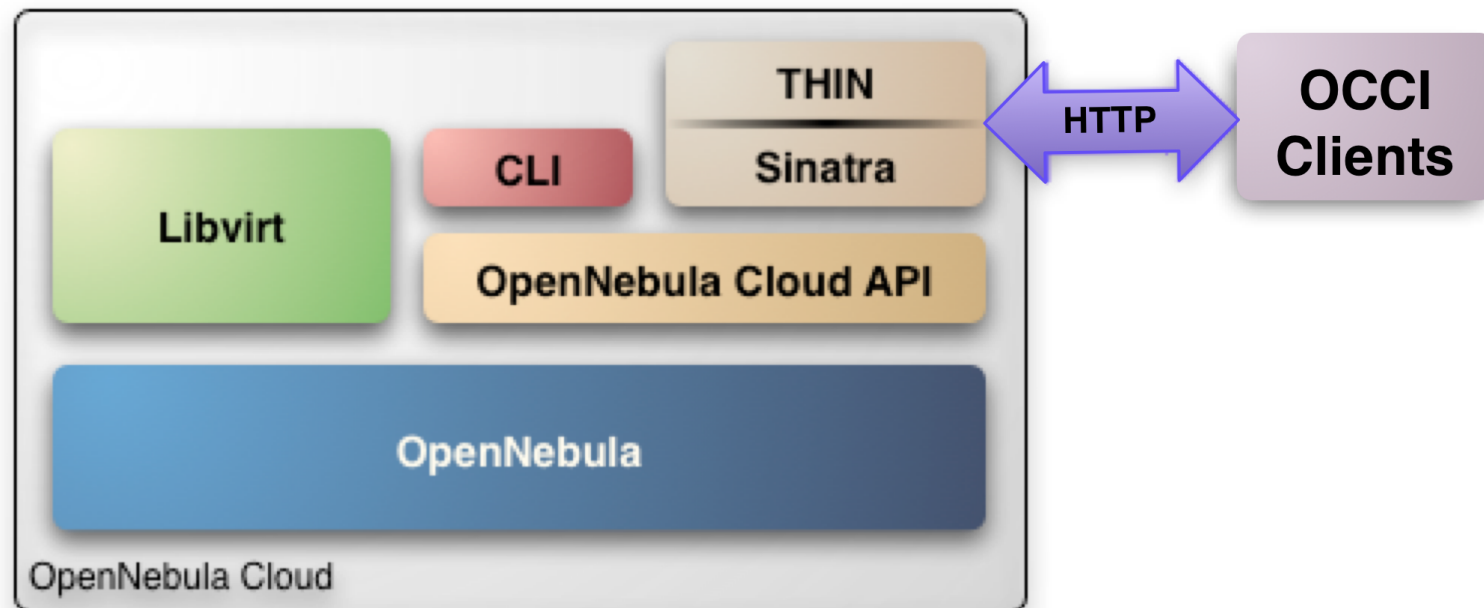 THIN
Sinatra
CLI
Libvirt
OpenNebula Cloud API
OpenNebula
OpenNebula Cloud
HTTP
OCCI
Clients